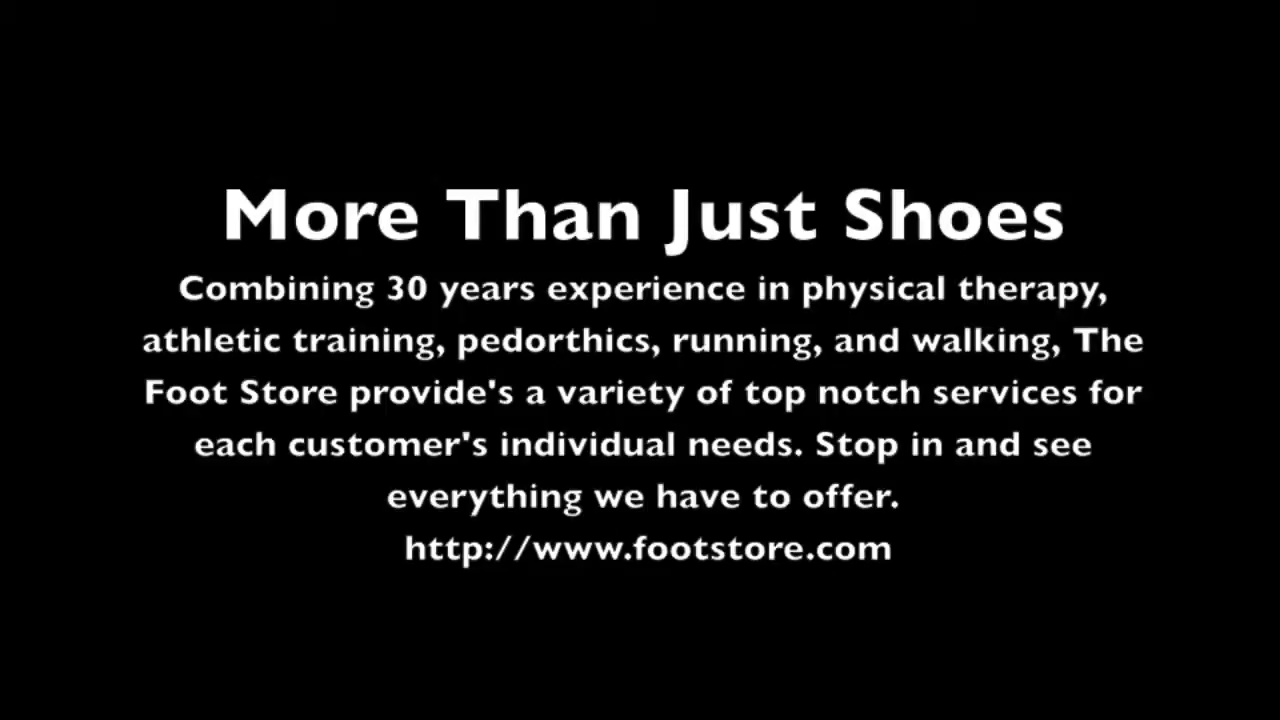 More Than Just Shoes
Combining 30 years experience in physical therapy,
athletic training, pedorthics, running, and walking, The
Foot Store provide's a variety of top notch services for
each customer's individual needs. Stop in and see
everything we have to offer.
http://www.footstore.com